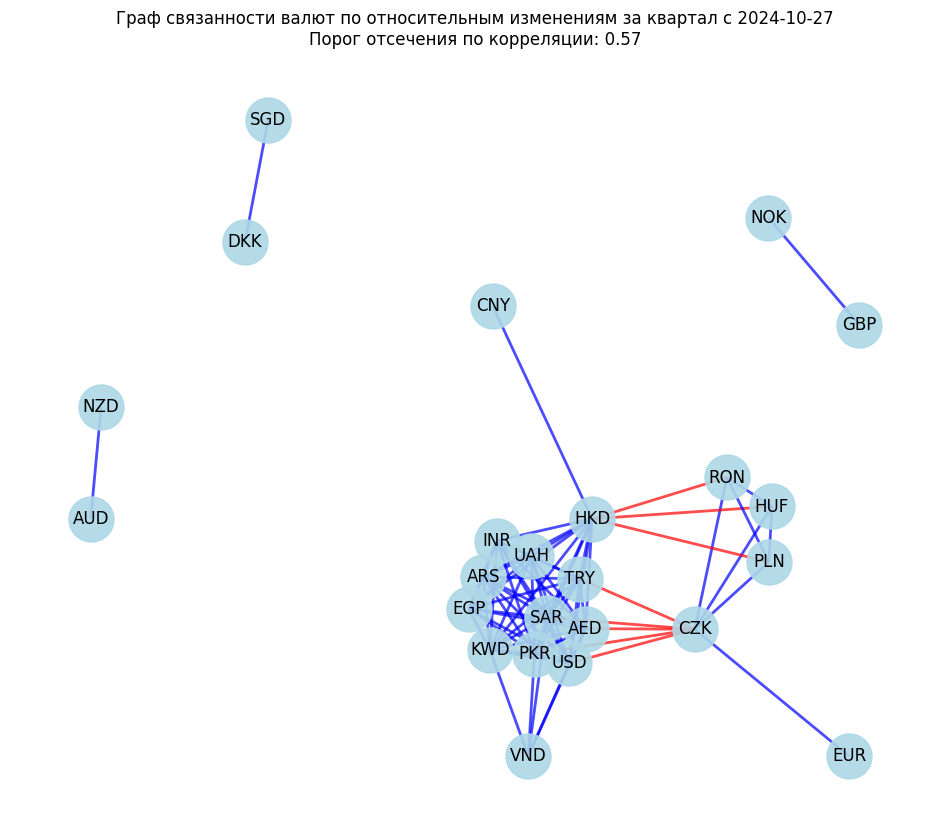 Граф связанности валют по относительным изменениям за квартал с 2024-10-27
Порог отсечения по корреляции: 0.57
SGD
NOK
DKK
CNY
GBP
NZD
RON
HUF
AUD
HKD
INR
UAH
PLN
ARS
TRY
EGP
SAR
AED
CZK
KWD
PKR
USD
VND
EUR